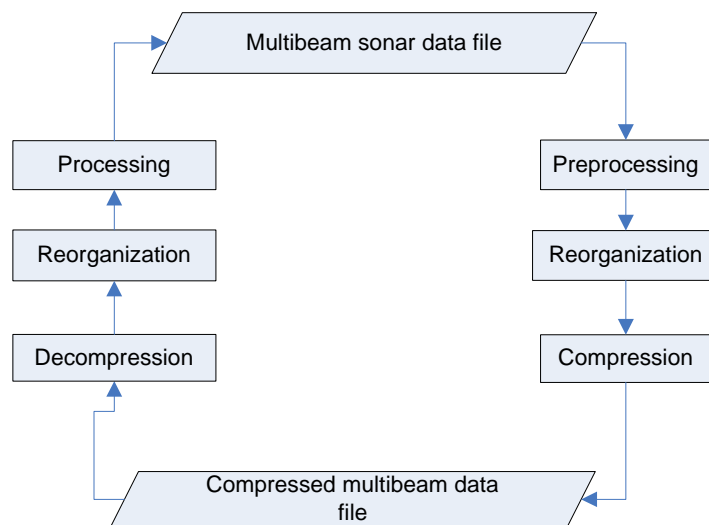 Multibeam sonar data file
Processing
Preprocessing
Reorganization
Reorganization
Decompression
Compression
Compressed multibeam data
file